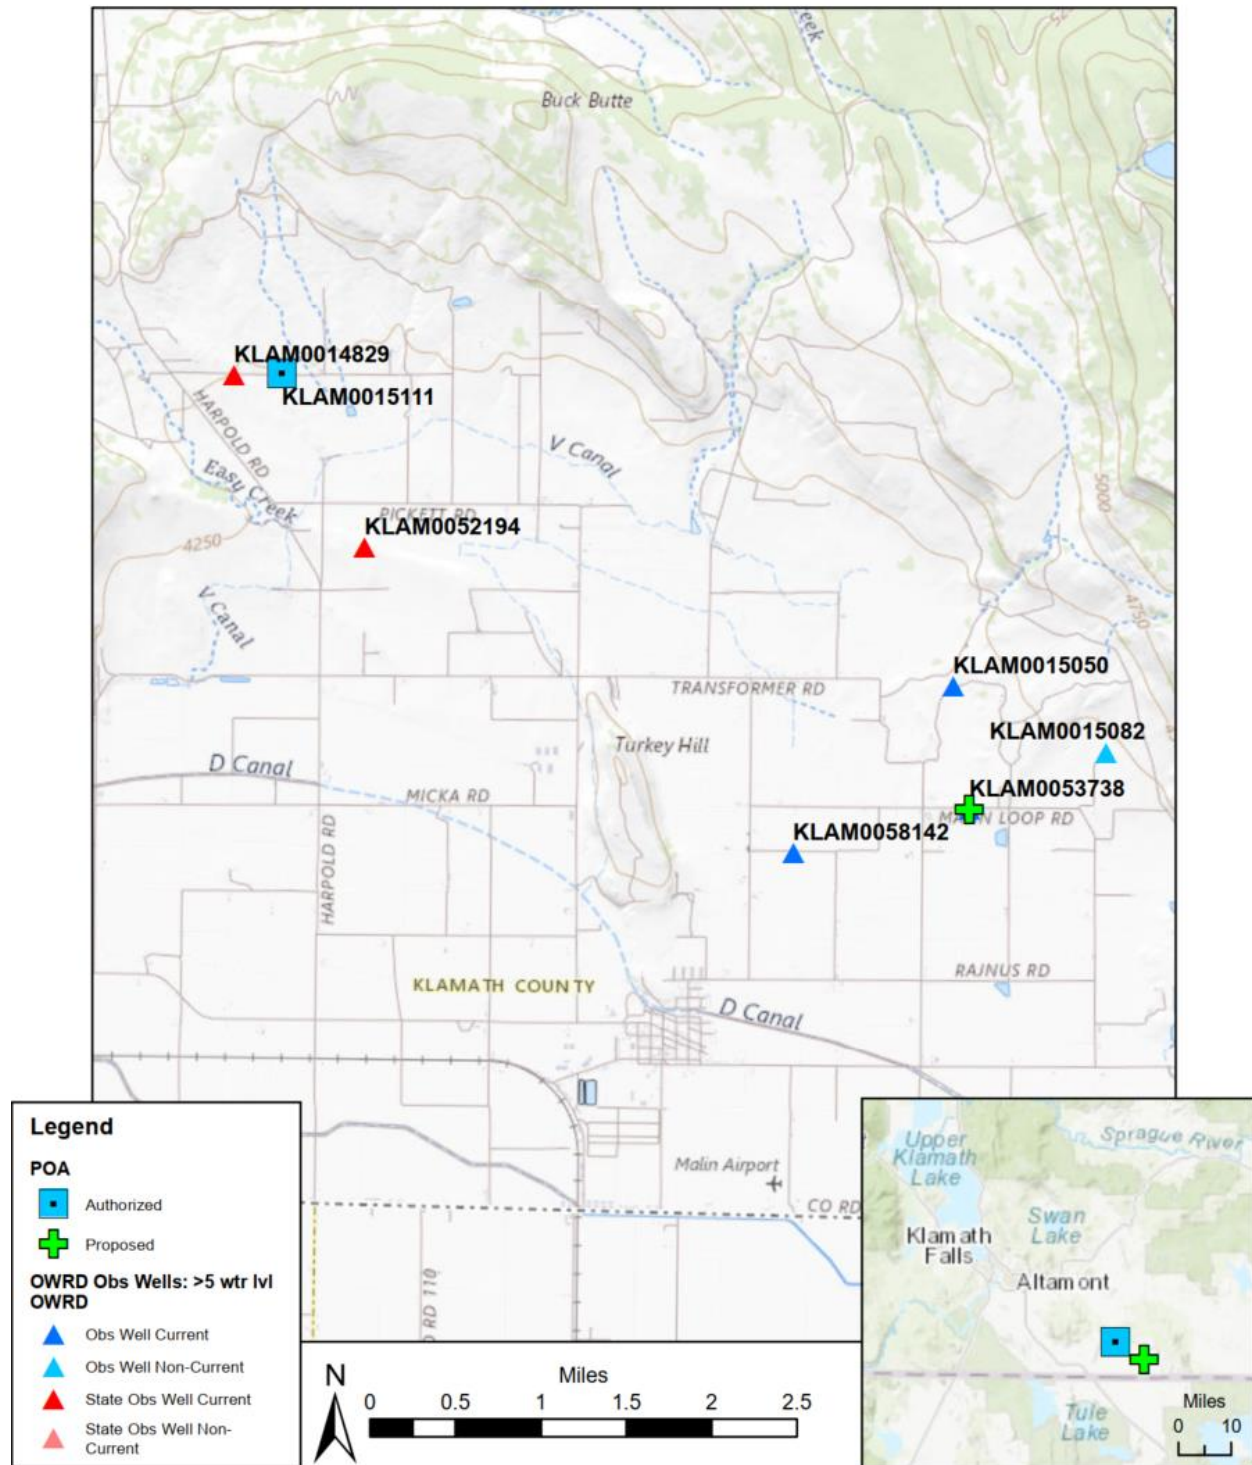 Creek
50
Buck Butte
KLAM0014829
KLAM0015111
HARPOLD RD
V Canal
Easy Creek
5000
PICKETT RD
KLAM0052194
4250
V Canal
4750
KLAM0015050
TRANSFORMER RD
KLAM0015082
Turkey Hill
D Canal
KLAM0053738
MICKA RD
MALIN LOOP RD
KLAM0058142
HARPOLD RD
RAJNUS RD
KLAMATH COUNTY
D Canal
Malin Airport
CO RD
D RD 110
Legend
POA
Authorized
Proposed
OWRD Obs Wells: >5 wtr lvl
OWRD
Obs Well Current
Obs Well Non-Current
State Obs Well Current
State Obs Well Non-
Current
N
Miles
0 0.5 1 1.5 2 2.5
Upper
Klamath
Lake
Sprague River
Swan
Lake
Klamath
Falls
Altamont
Tule
Lake
Miles
0 10